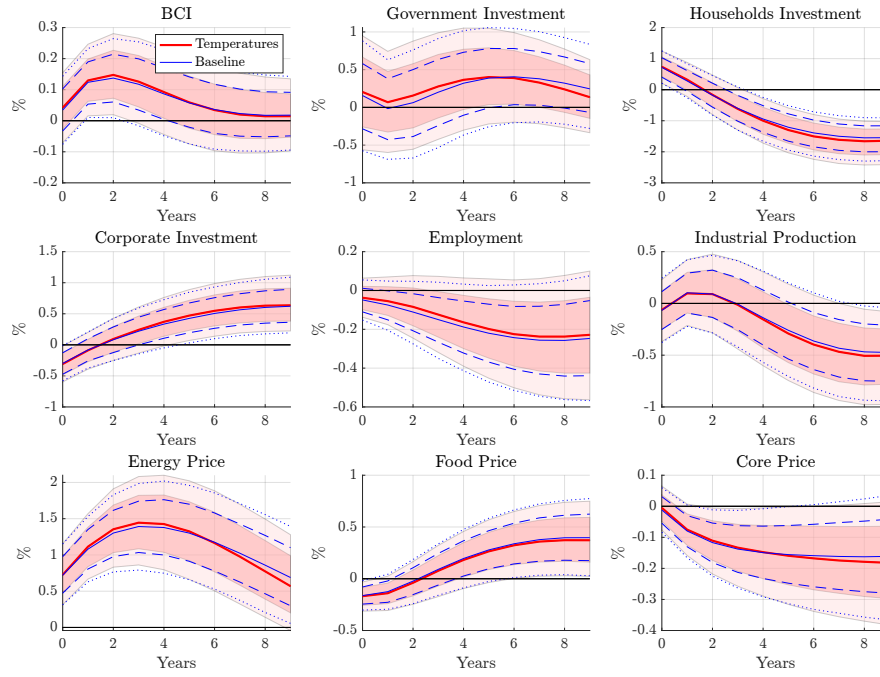 BCI
0.3
0.2
0.1
0
0.1
0.2
%
Temperatures
Baseline
0 2 4 6 8
Years
Government Investment
1
0.5
0
-0.5
-1
%
0 2 4 6 8
Years
Households Investment
2
1
0
-1
-2
-3
%
0 2 4 6 8
Years
Corporate Investment
1.5
1
0.5
0
-0.5
-1
%
0 2 4 6 8
Years
Employment
0.2
0
-0.2
-0.4
-0.6
%
0 2 4 6 8
Years
Industrial Production
0.5
0
-0.5
-1
%
0 2 4 6 8
Years
Energy Price
2
1.5
1
0.5
0
%
0 2 4 6 8
Years
Food Price
1
0.5
0
-0.5
%
0 2 4 6 8
Years
Core Price
0.1
0
-0.1
-0.2
-0.3
-0.4
%
0 2 4 6 8
Years